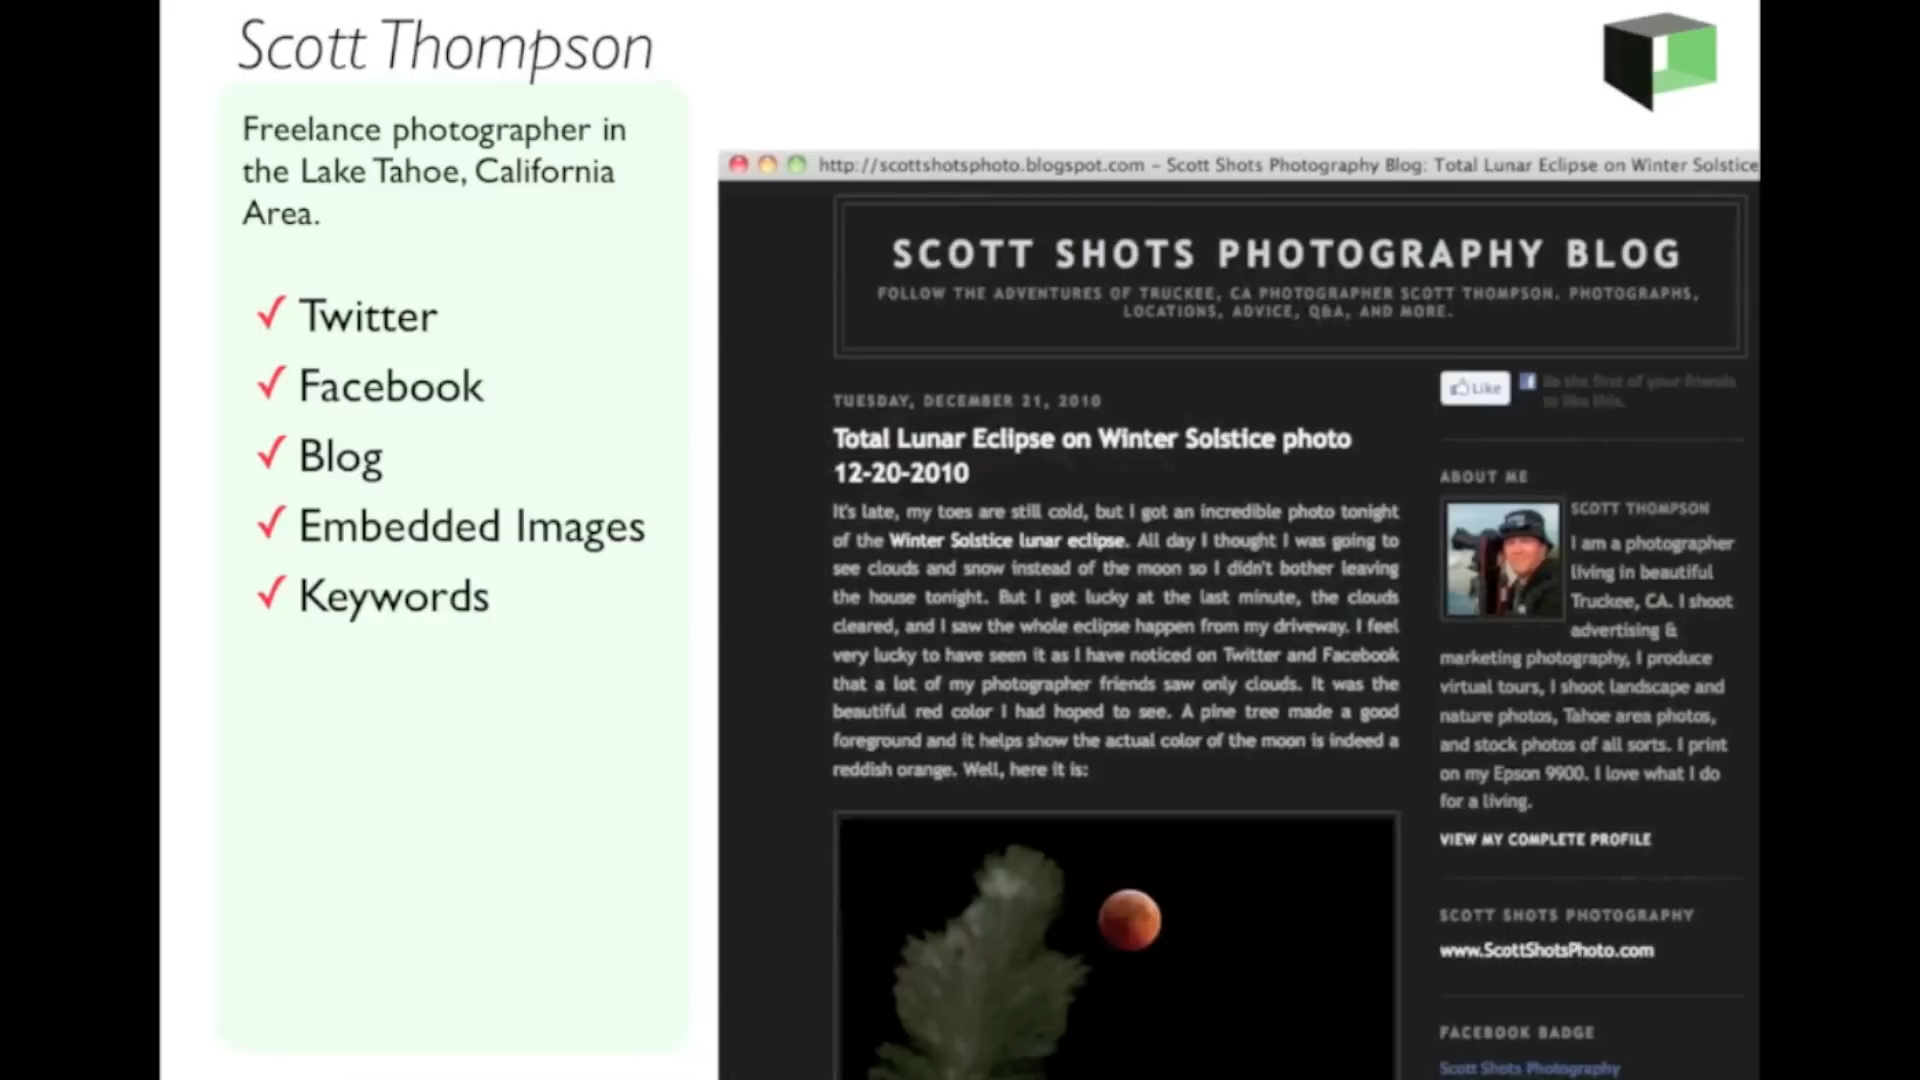 Scott Thompson
Freelance photographer in
the Lake Tahoe, California
Area.
✓ Twitter
✓ Facebook
✓ Blog
✓ Embedded Images
✓ Keywords
http://scottshotsphoto.blogspot.com – Scott Shots Photography Blog: Total Lunar Eclipse on Winter Solstice
SCOTT SHOTS PHOTOGRAPHY BLOG
FOLLOW THE ADVENTURES OF TRUCKEE, CA PHOTOGRAPHER SCOTT THOMPSON. PHOTOGRAPHS,
LOCATIONS, ADVICE, Q&A, AND MORE.
TUESDAY, DECEMBER 21, 2010
Total Lunar Eclipse on Winter Solstice photo
12-20-2010
It's late, my toes are still cold, but I got an incredible photo tonight
of the Winter Solstice lunar eclipse. All day I thought I was going to
see clouds and snow instead of the moon so I didn't bother leaving
the house tonight. But I got lucky at the last minute, the clouds
cleared, and I saw the whole eclipse happen from my driveway. I feel
very lucky to have seen it as I have noticed on Twitter and Facebook
that a lot of my photographer friends saw only clouds. It was the
beautiful red color I had hoped to see. A pine tree made a good
foreground and it helps show the actual color of the moon is indeed a
reddish orange. Well, here it is:
Like
Be the first of your friends
to like this.
ABOUT ME
SCOTT THOMPSON
I am a photographer
living in beautiful
Truckee, CA. I shoot
advertising &
marketing photography, I produce
virtual tours, I shoot landscape and
nature photos, Tahoe area photos,
and stock photos of all sorts. I print
on my Epson 9900. I love what I do
for a living.
VIEW MY COMPLETE PROFILE
SCOTT SHOTS PHOTOGRAPHY
www.ScottShotsPhoto.com
FACEBOOK BADGE
Scott Shots Photography